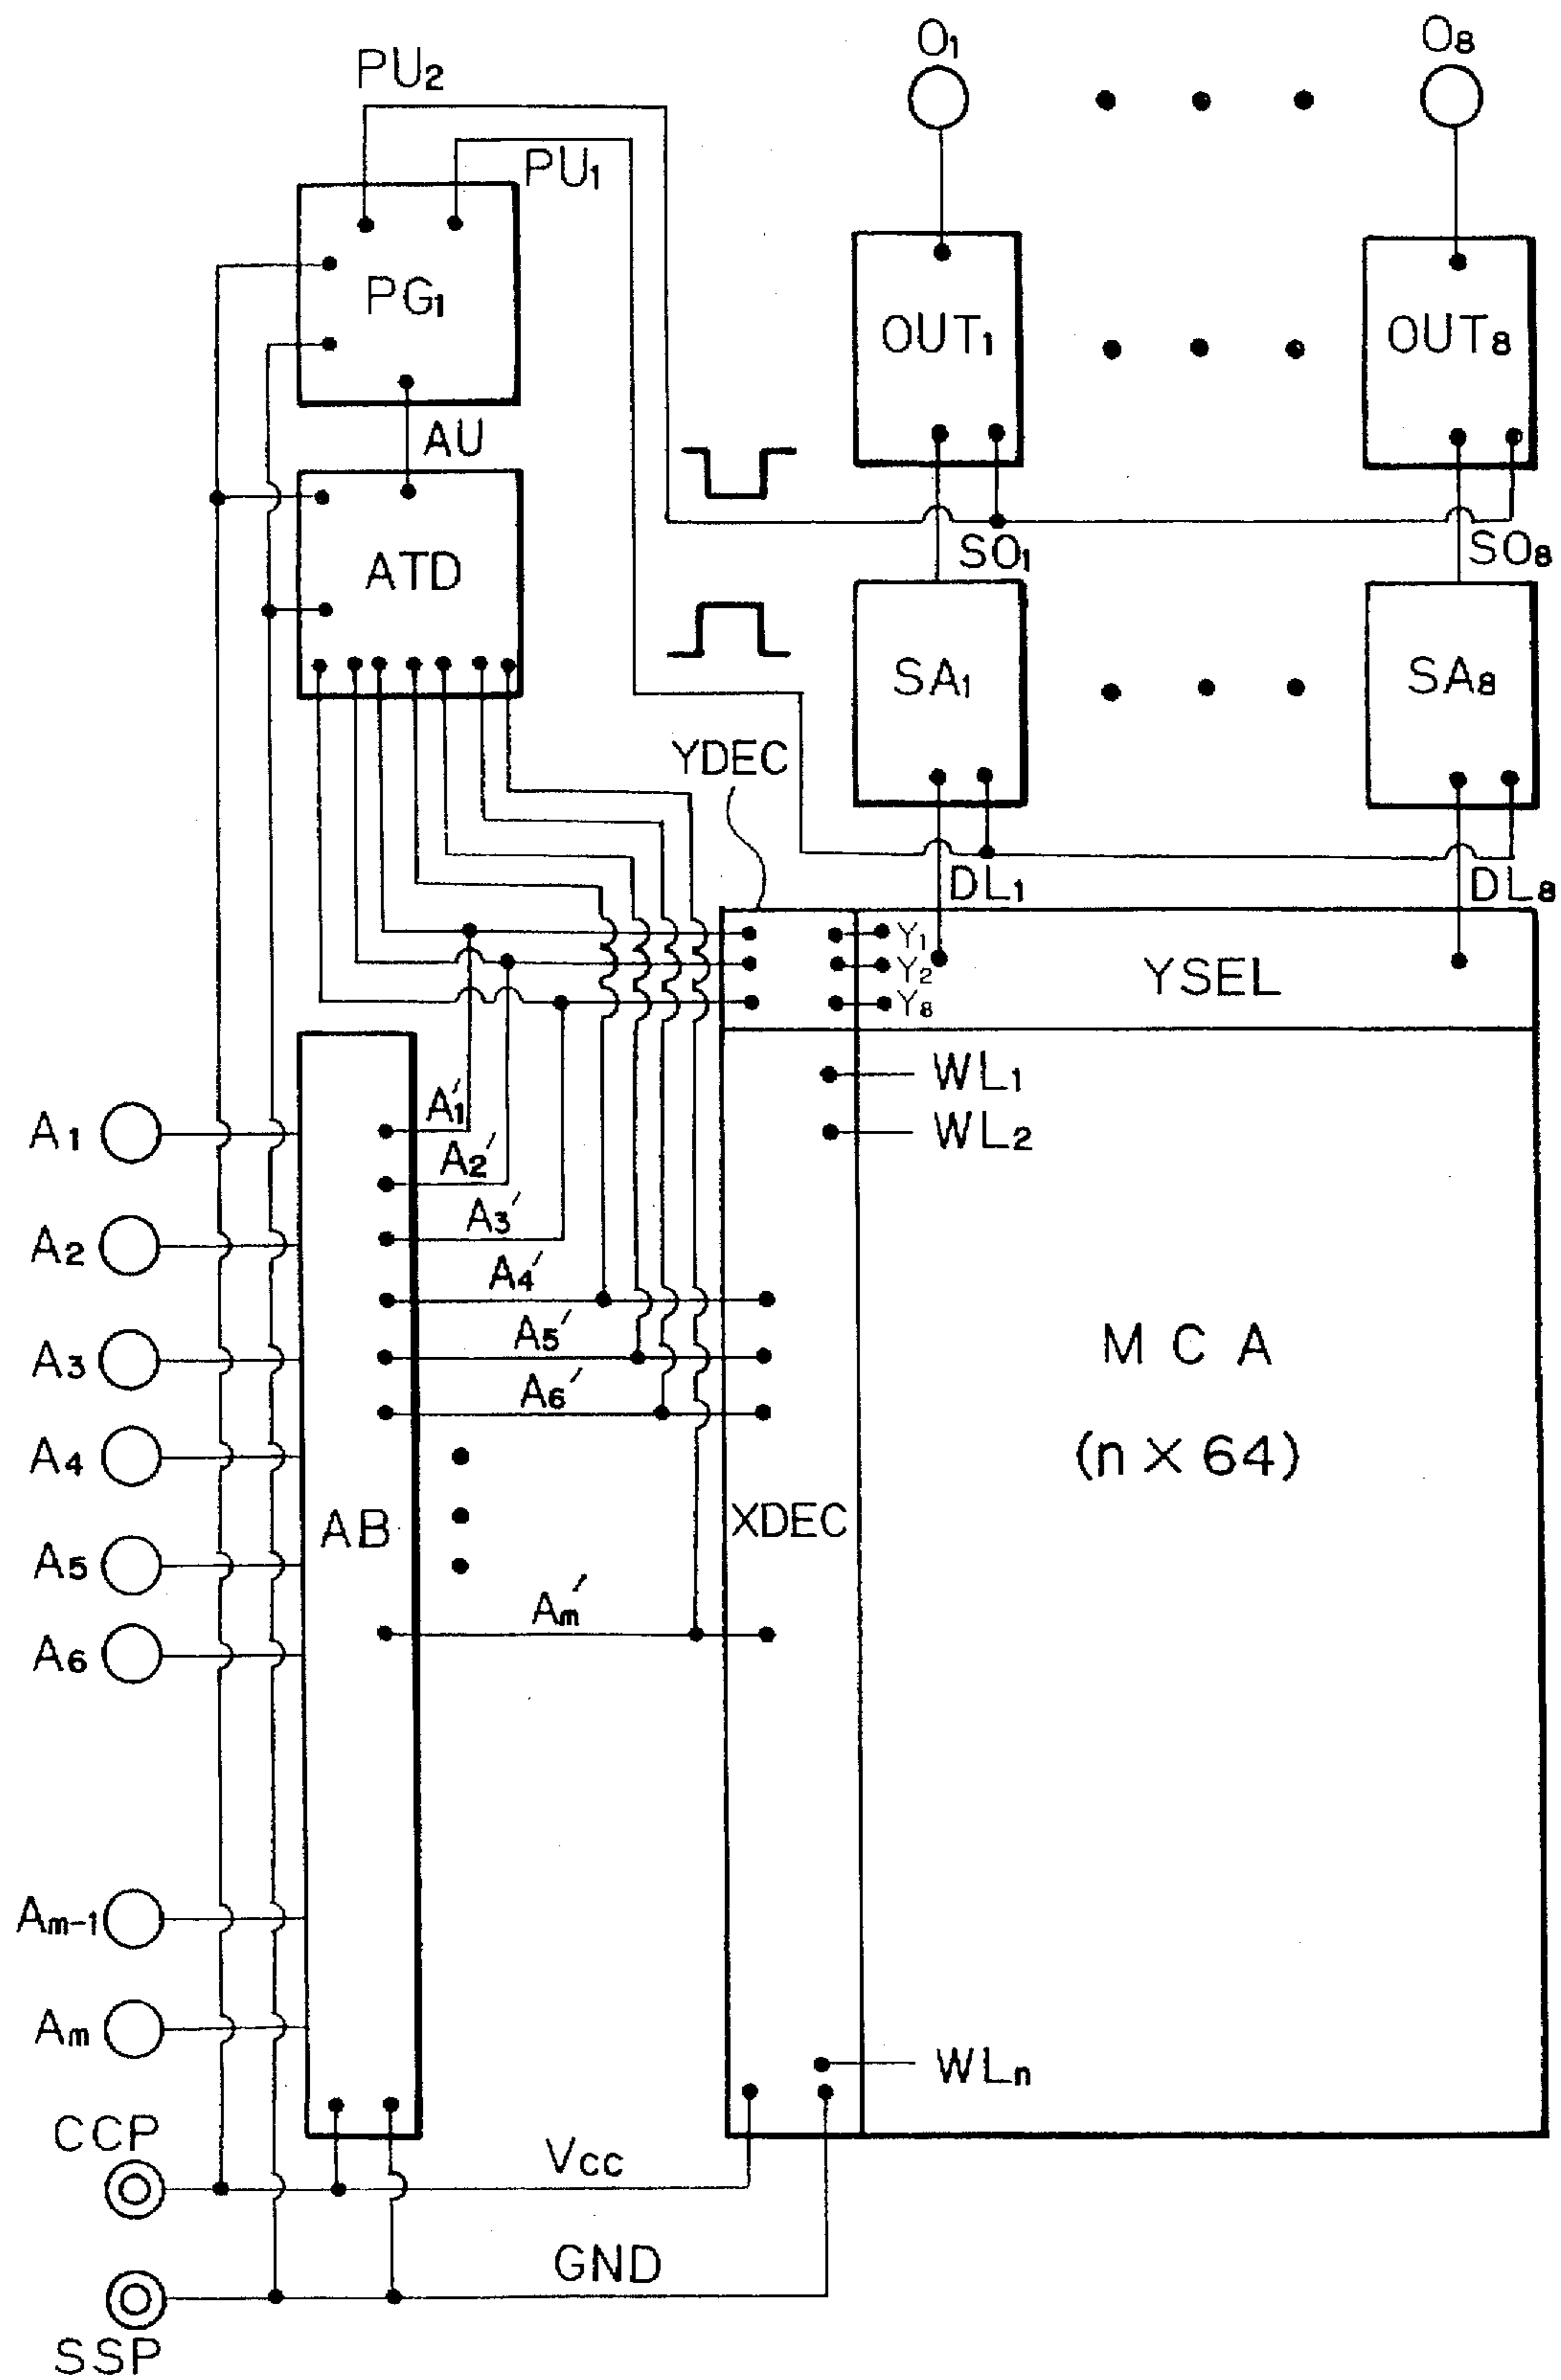 O1
O8
PU2
PU1
PG1
OUT1
OUT8
AU
ATD
SO1
SO8
SA1
SA8
YDEC
DL1
DL8
Y1
Y2
Y8
YSEL
WL1
WL2
A1
A2
A3
A4
A5
A6
Am-1
Am
A1'
A2'
A3'
A4'
A5'
A6'
Am'
AB
XDEC
MCA
(n×64)
WLn
CCP
Vcc
GND
SSP